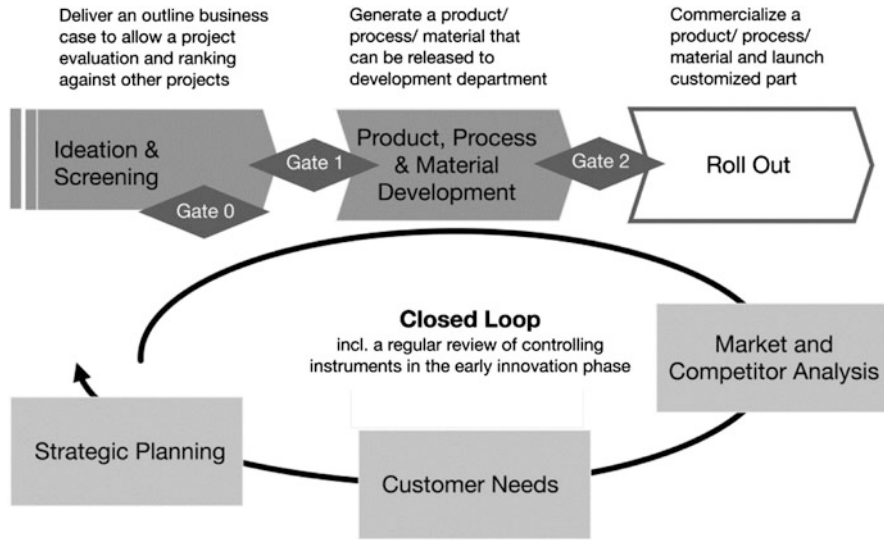 Deliver an outline business
case to allow a project
evaluation and ranking
against other projects
Generate a product/
process/ material that
can be released to
development department
Commercialize a
product/ process/
material and launch
customized part
Ideation &
Screening
Gate 0
Gate 1
Product, Process
& Material
Development
Gate 2
Roll Out
Closed Loop
incl. a regular review of controlling
instruments in the early innovation phase
Market and
Competitor Analysis
Strategic Planning
Customer Needs